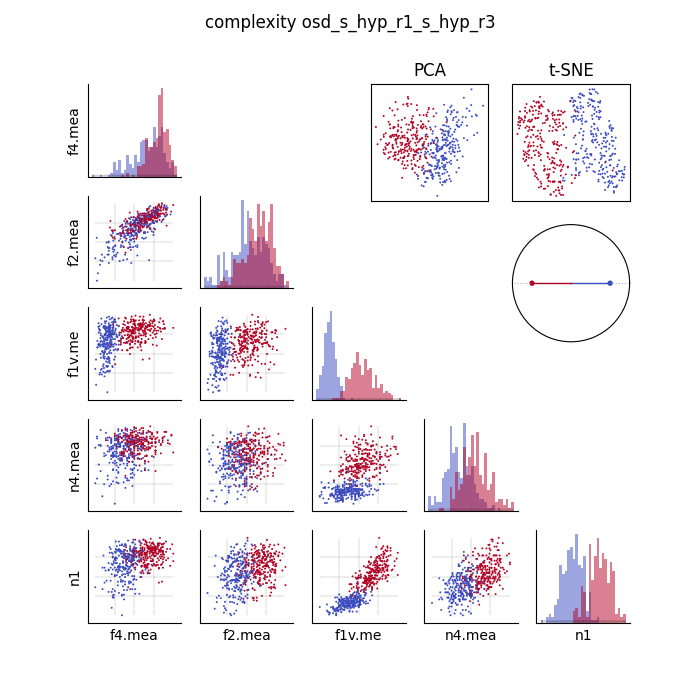 complexity osd_s_hyp_r1_s_hyp_r3
PCA
t-SNE
f4.mea
f2.mea
f1v.me
n4.mea
n1
f4.mea
f2.mea
f1v.me
n4.mea
n1